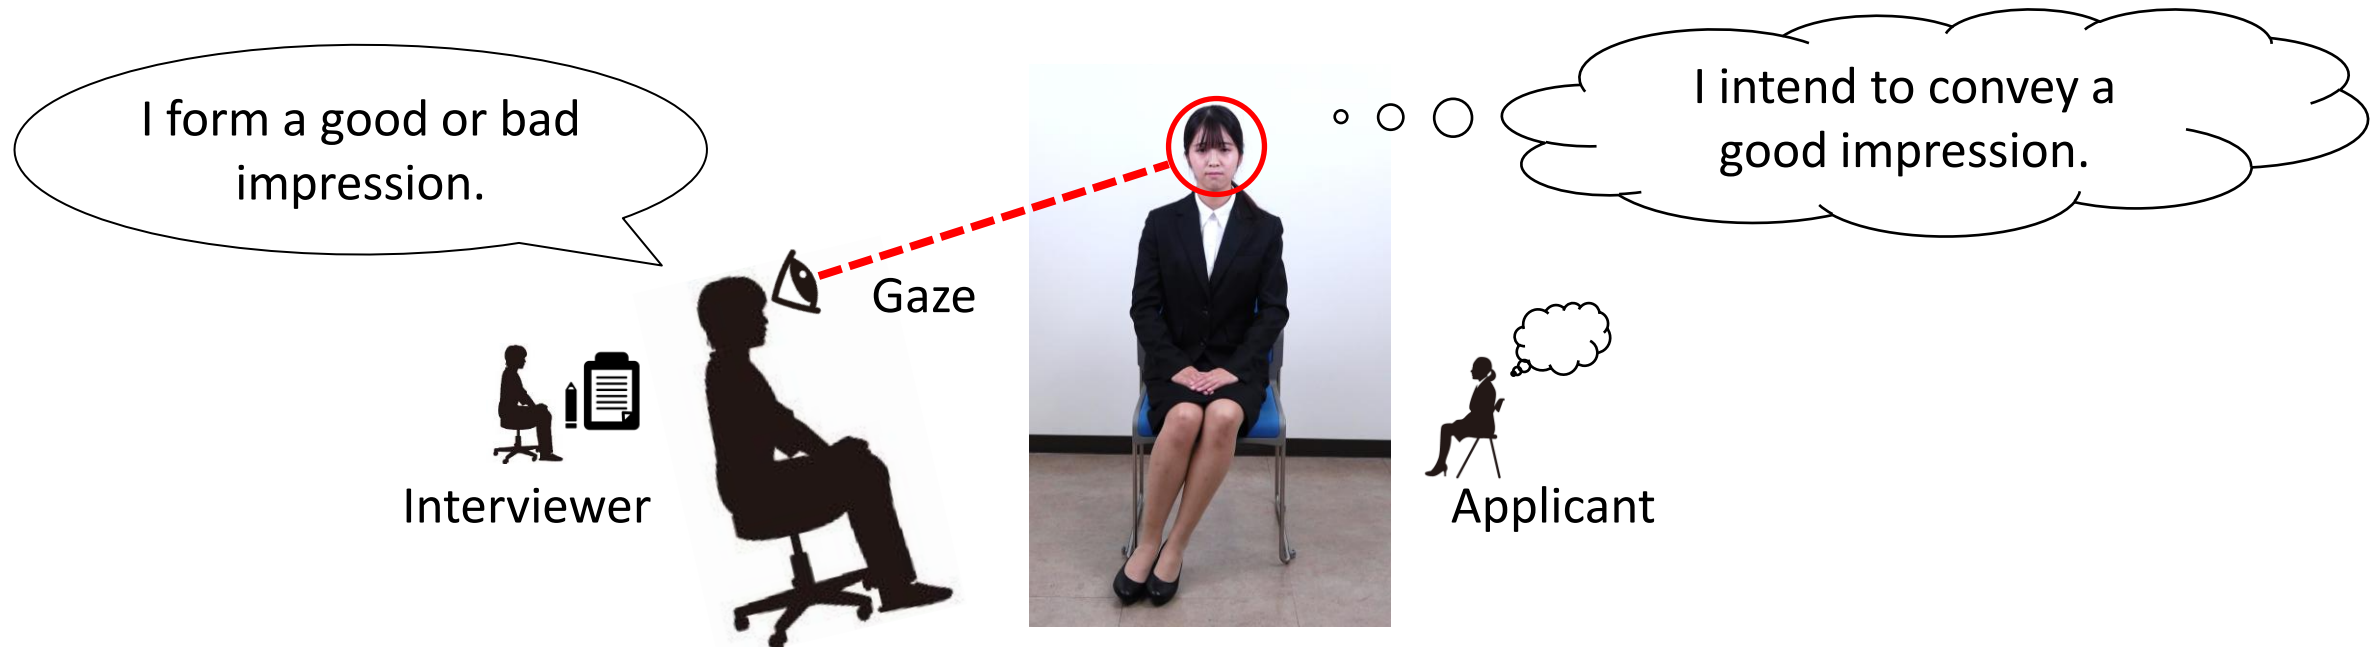 I form a good or bad
impression.
I intend to convey a
good impression.
Gaze
Interviewer
Applicant